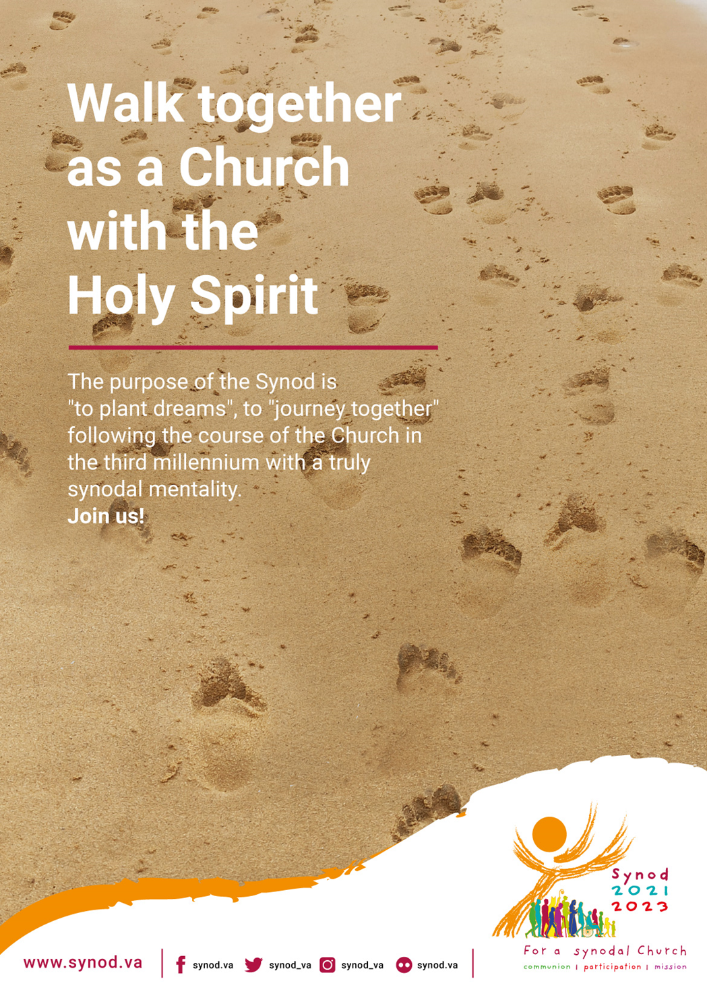 Walk together
as a Church
with the
Holy Spirit
The purpose of the Synod is
"to plant dreams", to "journey together"
following the course of the Church in
the third millennium with a truly
synodal mentality.
Join us!
Synod
2021
2023
For a synodal Church
communion | participation | mission
www.synod.va
synod.va
synod_va
synod_va
synod.va